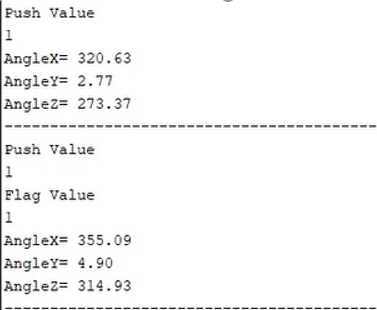 Push Value
1
AngleX= 320.63
AngleY= 2.77
AngleZ= 273.37
-----------------------------------------
Push Value
1
Flag Value
1
AngleX= 355.09
AngleY= 4.90
AngleZ= 314.93
-----------------------------------------